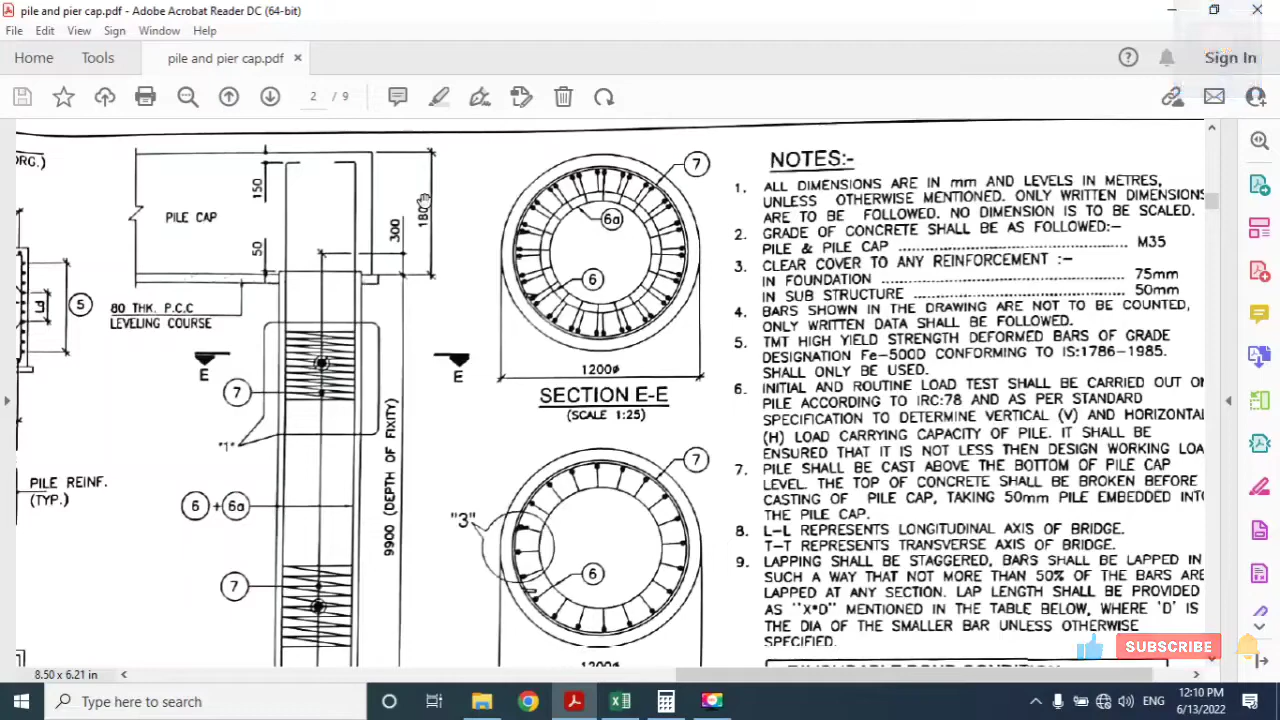 pile and pier cap.pdf - Adobe Acrobat Reader DC (64-bit)
File Edit View Sign Window Help
Home Tools pile and pier cap.pdf × Sign In
2 / 9
ORG.)
150
PILE CAP
50
300
180
80 THK. P.C.C
LEVELING COURSE
5
E E
7
"1"
PILE REINF.
(TYP.)
6 + 6a
9900 (DEPTH OF FIXITY)
7
7
6a
6
1200ø
SECTION E-E
(SCALE 1:25)
7
"3"
6
1200ø
NOTES:-
1. ALL DIMENSIONS ARE IN mm AND LEVELS IN METRES,
UNLESS OTHERWISE MENTIONED. ONLY WRITTEN DIMENSIONS
ARE TO BE FOLLOWED. NO DIMENSION IS TO BE SCALED.
2. GRADE OF CONCRETE SHALL BE AS FOLLOWED:-
PILE & PILE CAP ........................ M35
3. CLEAR COVER TO ANY REINFORCEMENT :-
IN FOUNDATION ........................ 75mm
IN SUB STRUCTURE ........................ 50mm
4. BARS SHOWN IN THE DRAWING ARE NOT TO BE COUNTED,
ONLY WRITTEN DATA SHALL BE FOLLOWED.
5. TMT HIGH YIELD STRENGTH DEFORMED BARS OF GRADE
DESIGNATION Fe-500D CONFORMING TO IS:1786-1985.
SHALL ONLY BE USED.
6. INITIAL AND ROUTINE LOAD TEST SHALL BE CARRIED OUT ON
PILE ACCORDING TO IRC:78 AND AS PER STANDARD
SPECIFICATION TO DETERMINE VERTICAL (V) AND HORIZONTAL
(H) LOAD CARRYING CAPACITY OF PILE. IT SHALL BE
ENSURED THAT IT IS NOT LESS THEN DESIGN WORKING LOA
7. PILE SHALL BE CAST ABOVE THE BOTTOM OF PILE CAP
LEVEL. THE TOP OF CONCRETE SHALL BE BROKEN BEFORE
CASTING OF PILE CAP, TAKING 50mm PILE EMBEDDED INTO
THE PILE CAP.
8. L-L REPRESENTS LONGITUDINAL AXIS OF BRIDGE.
T-T REPRESENTS TRANSVERSE AXIS OF BRIDGE.
9. LAPPING SHALL BE STAGGERED, BARS SHALL BE LAPPED IN
SUCH A WAY THAT NOT MORE THAN 50% OF THE BARS ARE
LAPPED AT ANY SECTION. LAP LENGTH SHALL BE PROVIDED
AS "X*D" MENTIONED IN THE TABLE BELOW, WHERE 'D' IS
THE DIA OF THE SMALLER BAR UNLESS OTHERWISE
SPECIFIED.
SUBSCRIBE
8.50 x 6.21 in
Type here to search
ENG
12:10 PM
6/13/2022